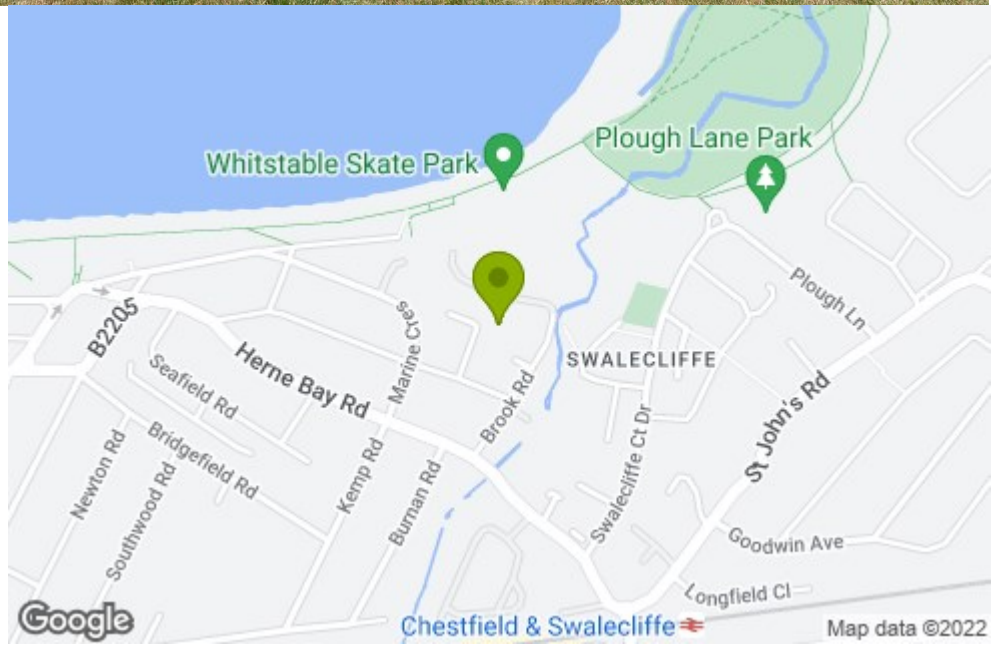 Whitstable Skate Park
Plough Lane Park
B2205
Herne Bay Rd
Marine Cres
Seafield Rd
Bridgefield Rd
Newton Rd
Southwood Rd
Kemp Rd
Burnan Rd
Brook Rd
SWALECLIFFE
Plough Ln
St John's Rd
Swalecliffe Ct Dr
Goodwin Ave
Longfield Cl
Chestfield & Swalecliffe
Google
Map data ©2022